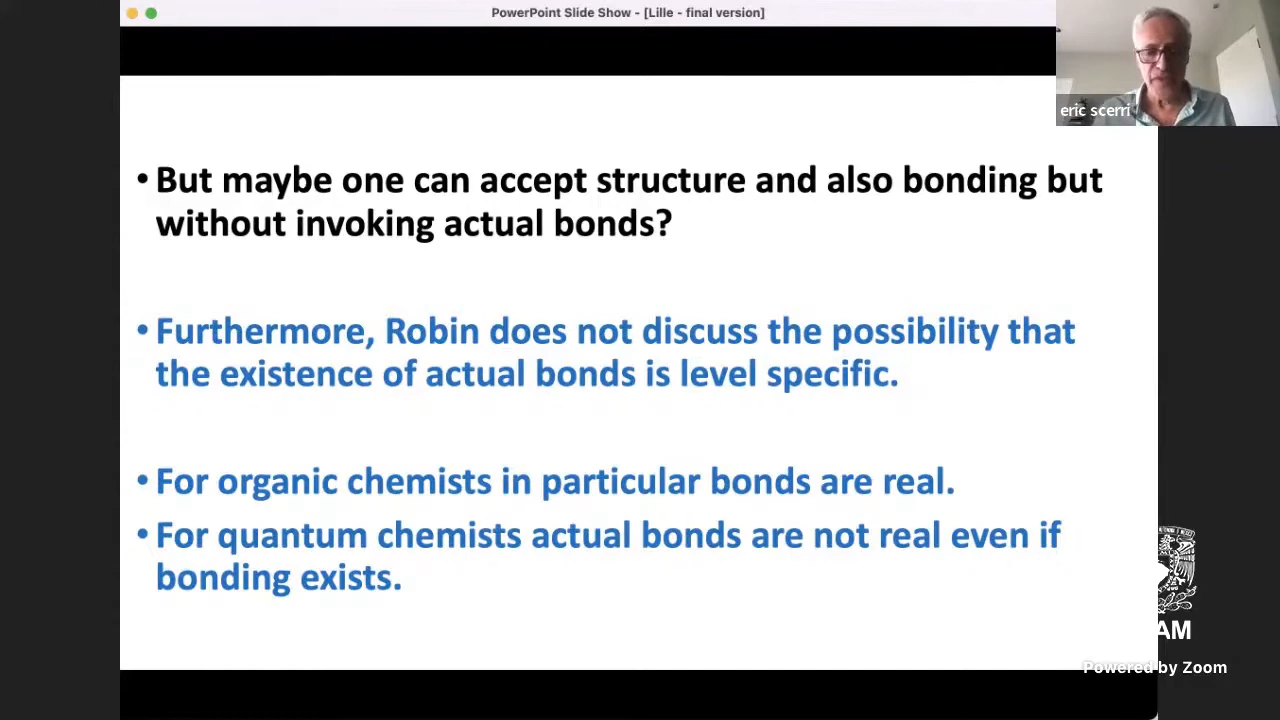 PowerPoint Slide Show - [Lille - final version]
eric scerri
• But maybe one can accept structure and also bonding but
without invoking actual bonds?
• Furthermore, Robin does not discuss the possibility that
the existence of actual bonds is level specific.
• For organic chemists in particular bonds are real.
• For quantum chemists actual bonds are not real even if
bonding exists.
AM
Powered by Zoom